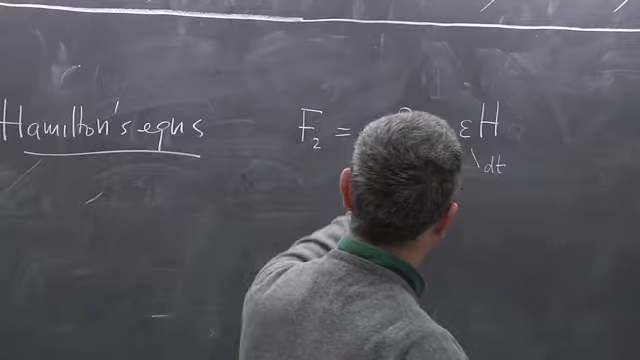 Hamilton's eqns
F₂ = εH
dt